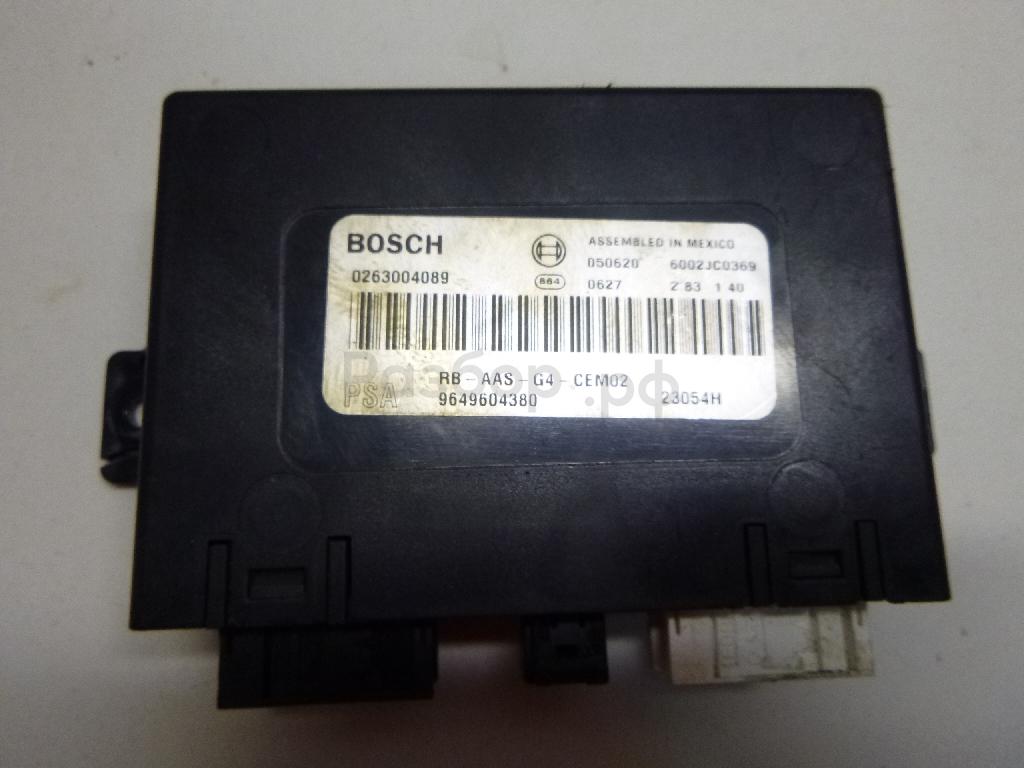 BOSCH
ASSEMBLED IN MEXICO
050620 6002JC0369
0263004089
864
0627 2 83 1 40
RB-AAS-G4-CEM02
PSA
9649604380
23054H
Разбор.рф